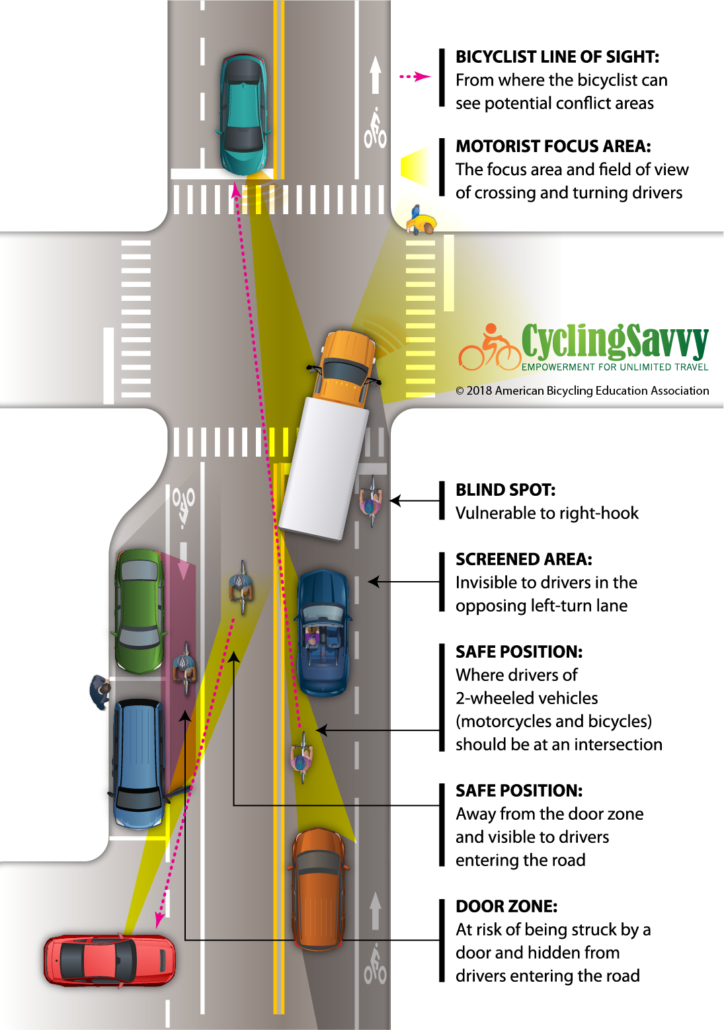 BICYCLIST LINE OF SIGHT:
From where the bicyclist can
see potential conflict areas
MOTORIST FOCUS AREA:
The focus area and field of view
of crossing and turning drivers
CyclingSavvy
EMPOWERMENT FOR UNLIMITED TRAVEL
© 2018 American Bicycling Education Association
BLIND SPOT:
Vulnerable to right-hook
SCREENED AREA:
Invisible to drivers in the
opposing left-turn lane
SAFE POSITION:
Where drivers of
2-wheeled vehicles
(motorcycles and bicycles)
should be at an intersection
SAFE POSITION:
Away from the door zone
and visible to drivers
entering the road
DOOR ZONE:
At risk of being struck by a
door and hidden from
drivers entering the road